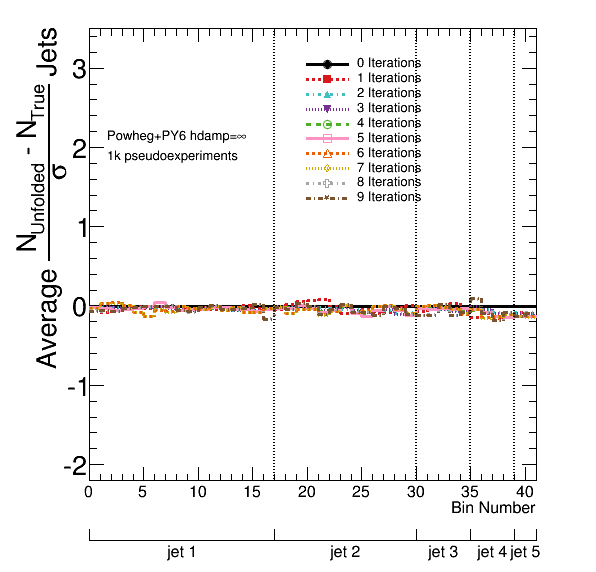 Average N_Unfolded - N_True / σ Jets
3
2
1
0
-1
-2
Powheg+PY6 hdamp=∞
1k pseudoexperiments
0 Iterations
1 Iterations
2 Iterations
3 Iterations
4 Iterations
5 Iterations
6 Iterations
7 Iterations
8 Iterations
9 Iterations
0 5 10 15 20 25 30 35 40
Bin Number
jet 1 jet 2 jet 3 jet 4 jet 5